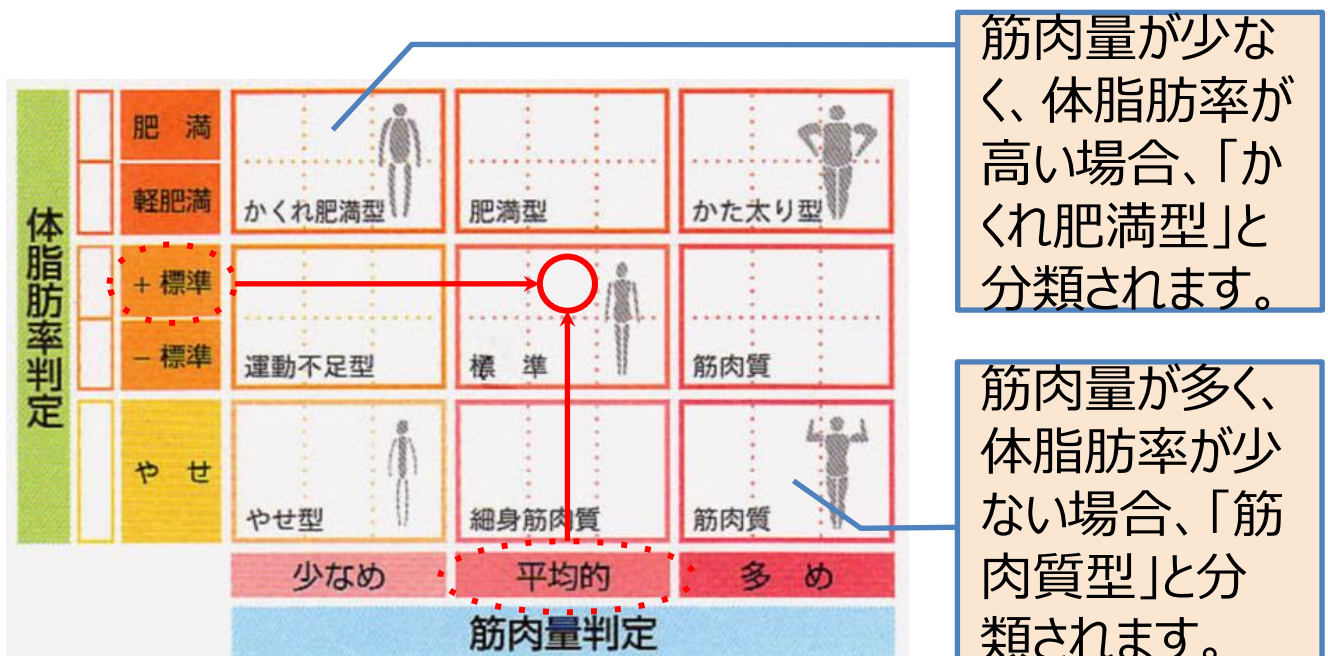 筋肉量が少な
く、体脂肪率が
高い場合、「か
くれ肥満型」と
分類されます。
体脂肪率判定
肥 満
軽肥満
かくれ肥満型
肥満型
かた太り型
+ 標準
- 標準
運動不足型
標 準
筋肉質
やせ
やせ型
細身筋肉質
筋肉質
少なめ
平均的
多 め
筋肉量判定
筋肉量が多く、
体脂肪率が少
ない場合、「筋
肉質型」と分
類されます。